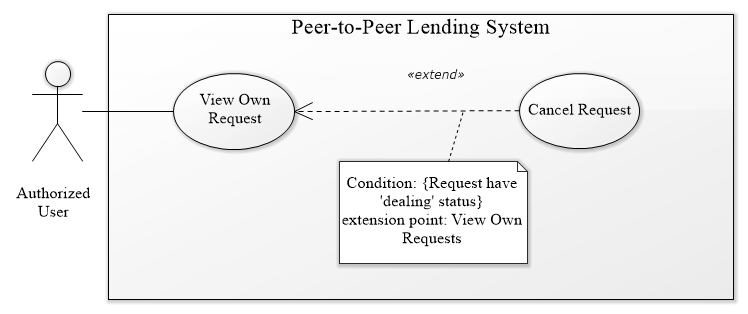 Peer-to-Peer Lending System
«extend»
View Own
Request
Cancel Request
Authorized
User
Condition: {Request have
'dealing' status}
extension point: View Own
Requests